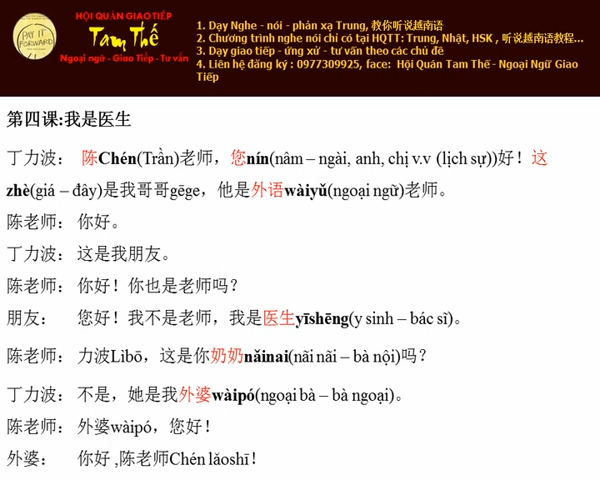 PAY IT FORWARD
HỘI QUÁN GIAO TIẾP
Tam Thế
Ngoại ngữ - Giao Tiếp - Tư vấn
1. Dạy Nghe - nói - phản xạ Trung, 教你听说越南语
2. Chương trình nghe nói chỉ có tại HQTT: Trung, Nhật, HSK , 听说越南语教程...
3. Dạy giao tiếp - ứng xử - tư vấn theo các chủ đề
4. Liên hệ đăng ký : 0977309925, face: Hội Quán Tam Thế - Ngoại Ngữ Giao
Tiếp
第四课:我是医生
丁力波： 陈Chén(Trần)老师，您nín(nâm – ngài, anh, chị v.v (lịch sự))好！这
zhè(giá – đây)是我哥哥gēge，他是外语wàiyǔ(ngoại ngữ)老师。
陈老师： 你好。
丁力波： 这是我朋友。
陈老师： 你好！你也是老师吗？
朋友： 您好！我不是老师，我是医生yīshēng(y sinh – bác sĩ)。
陈老师： 力波Lìbō，这是你奶奶nǎinai(nãi nãi – bà nội)吗？
丁力波： 不是，她是我外婆wàipó(ngoại bà – bà ngoại)。
陈老师： 外婆wàipó，您好！
外婆： 你好 ,陈老师Chén lǎoshī！